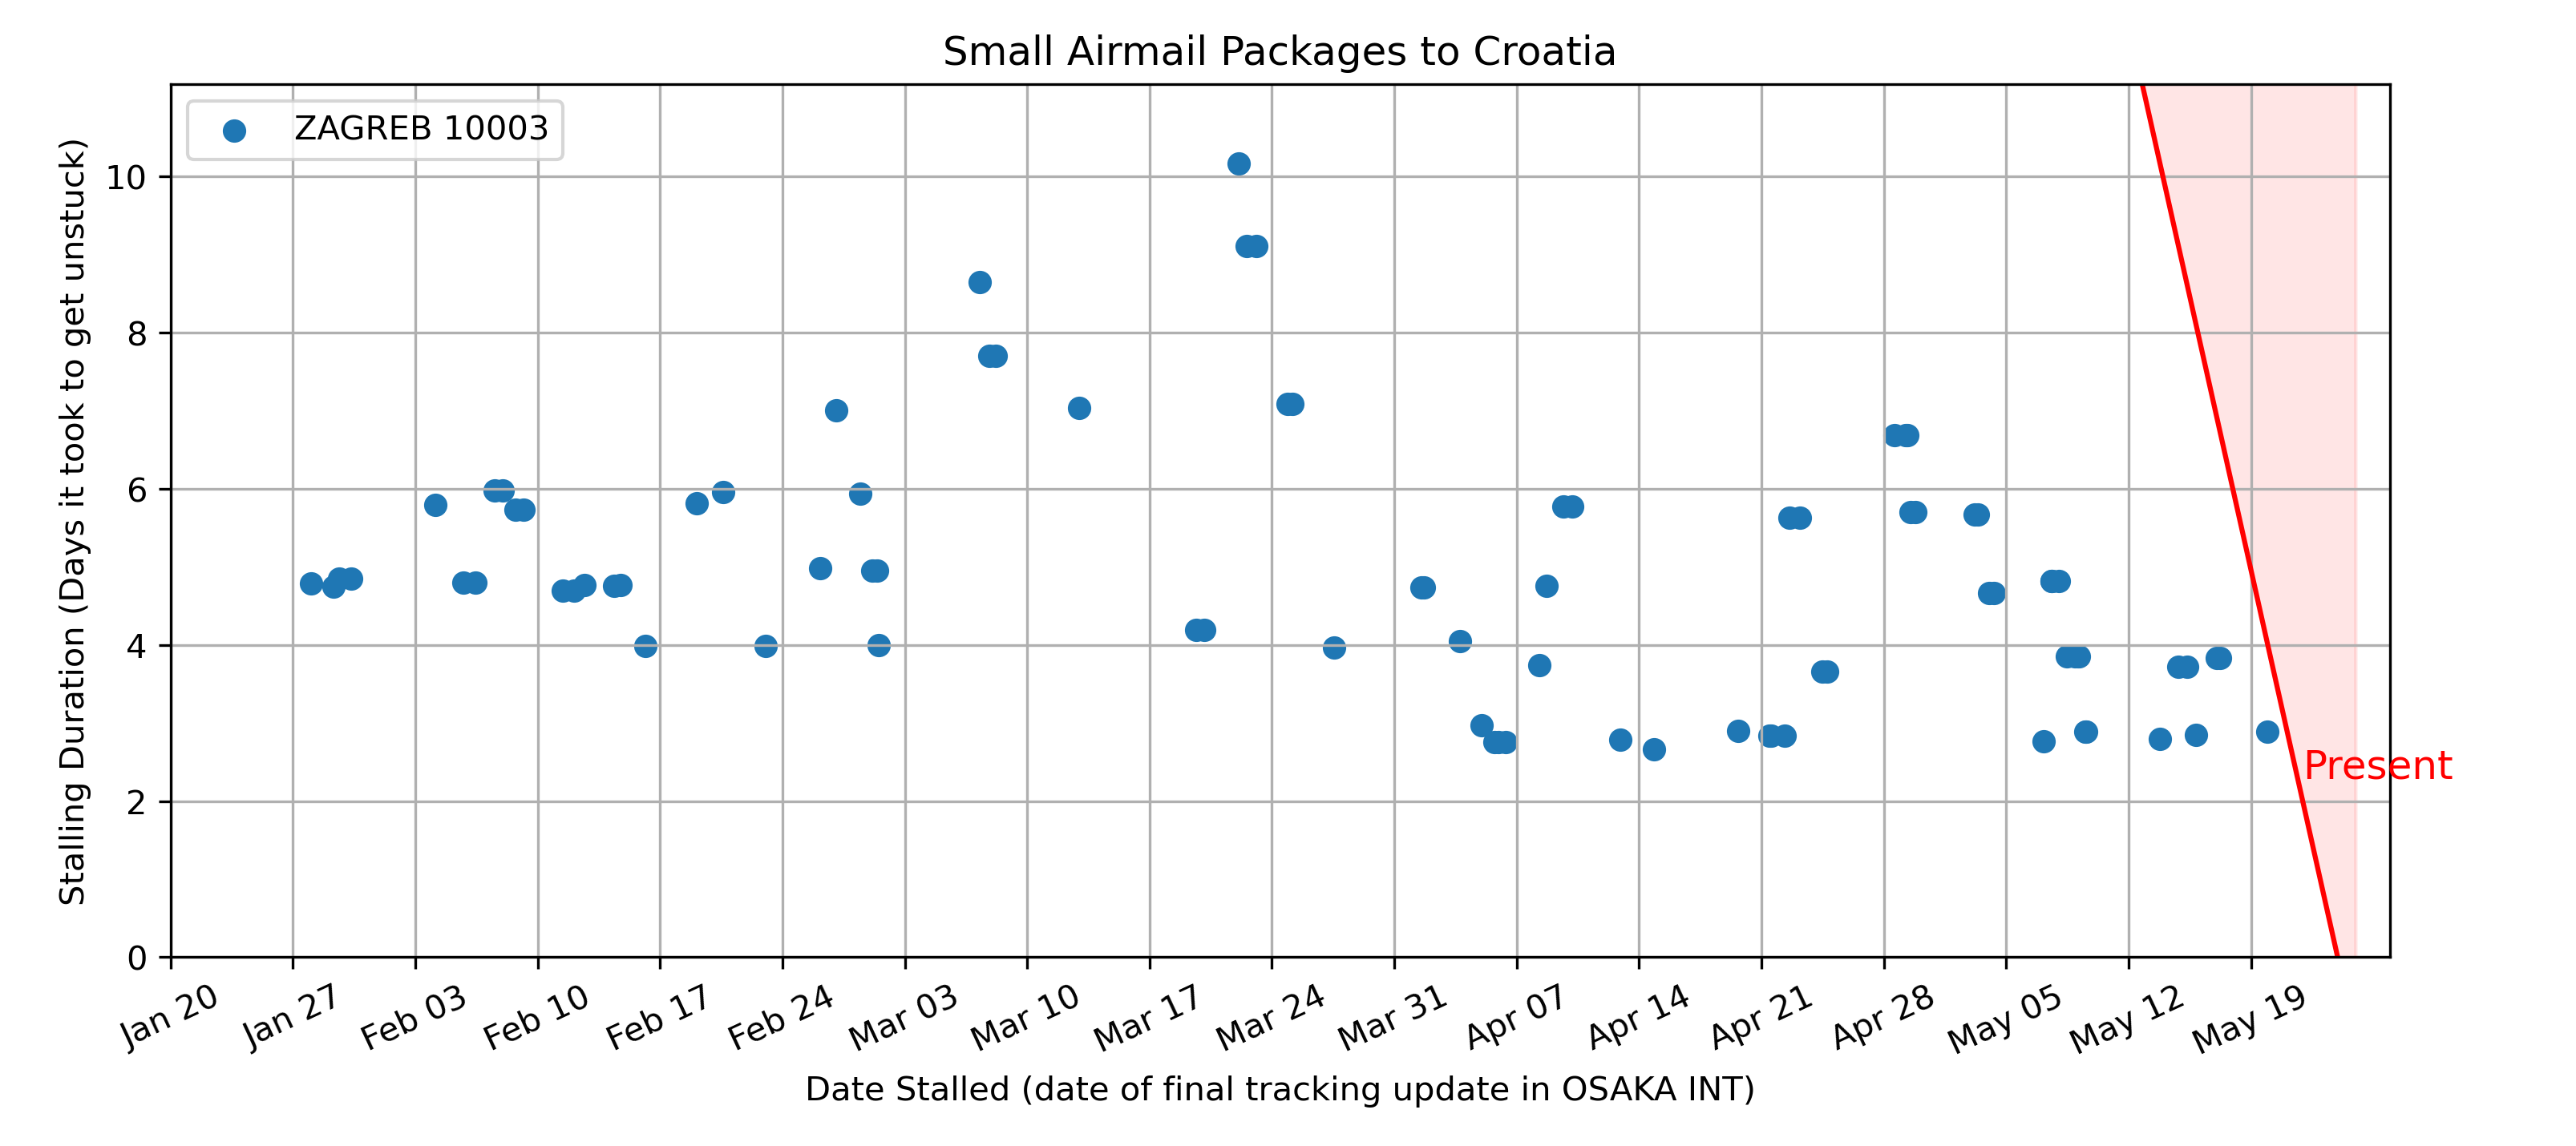 Small Airmail Packages to Croatia
ZAGREB 10003
Stalling Duration (Days it took to get unstuck)
10
8
6
4
2
0
Present
Jan 20 Jan 27 Feb 03 Feb 10 Feb 17 Feb 24 Mar 03 Mar 10 Mar 17 Mar 24 Mar 31 Apr 07 Apr 14 Apr 21 Apr 28 May 05 May 12 May 19
Date Stalled (date of final tracking update in OSAKA INT)